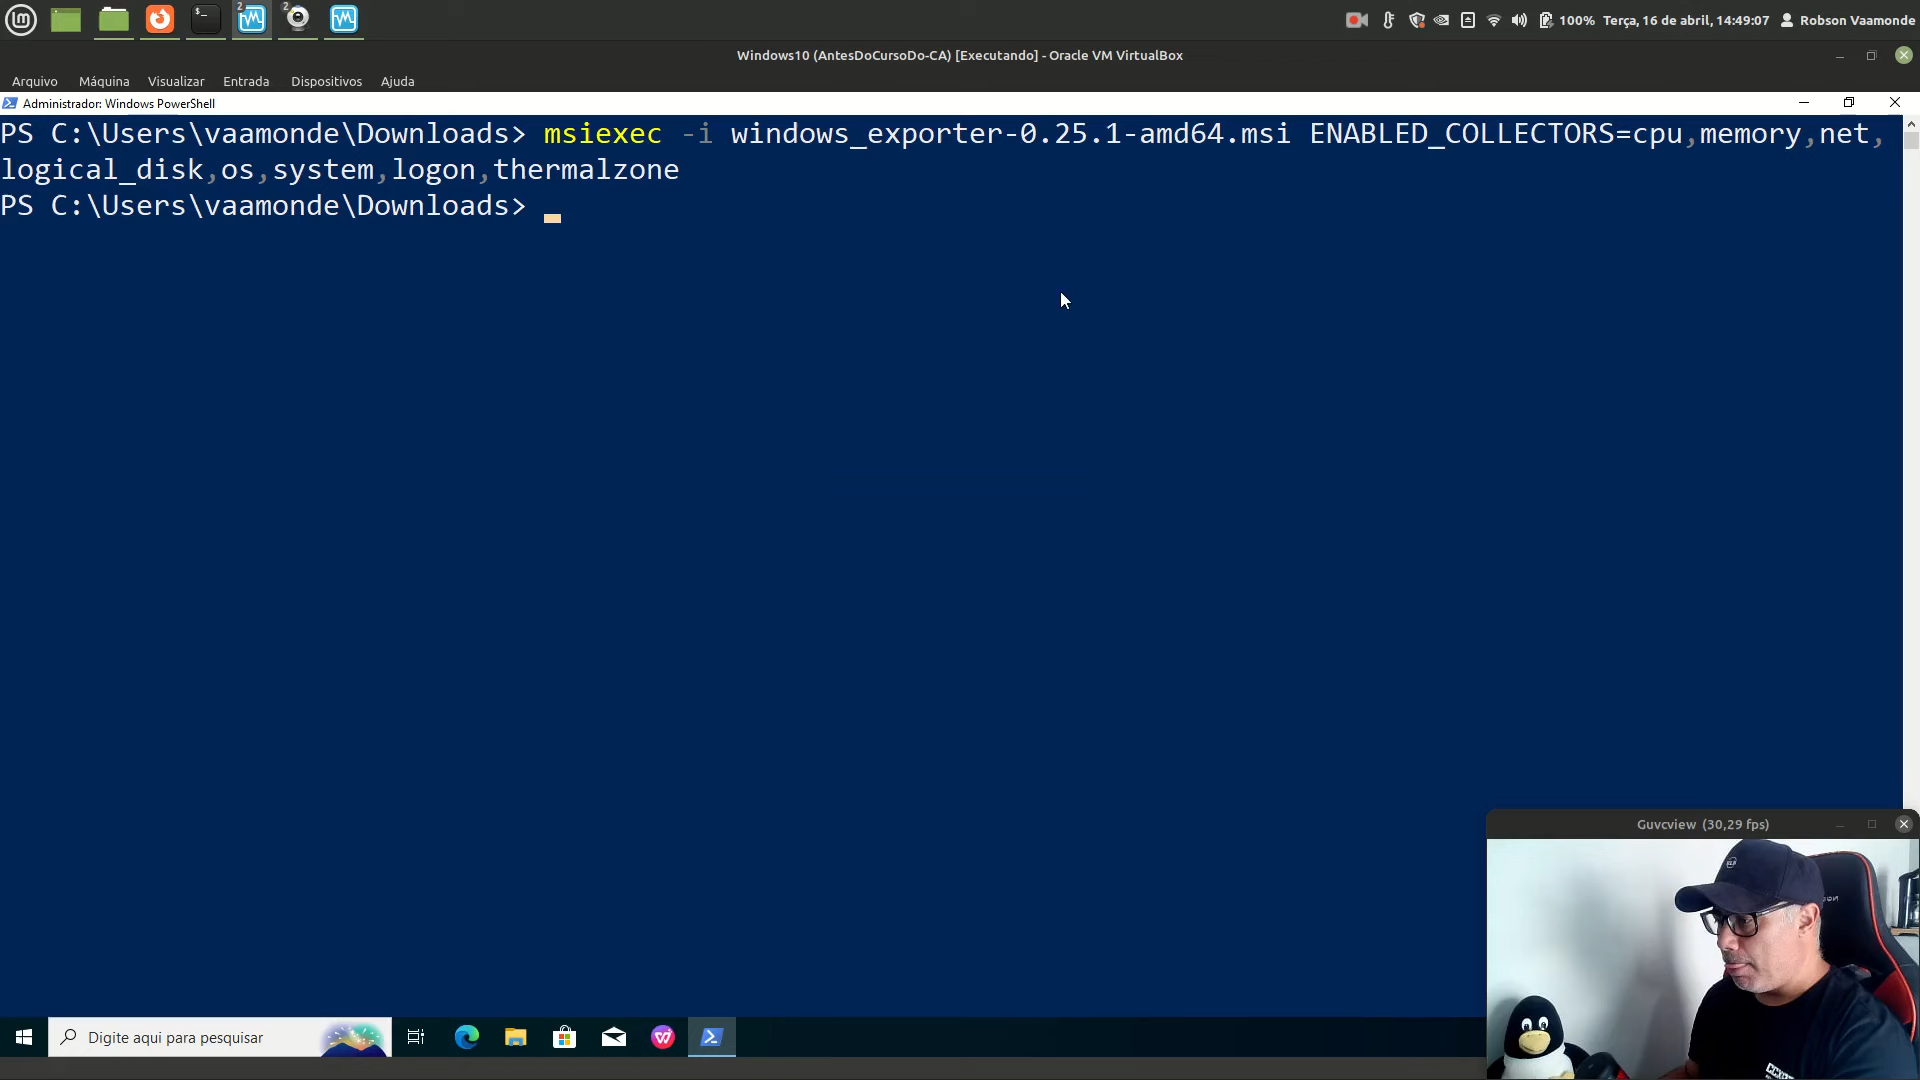 2
2
100% Terça, 16 de abril, 14:49:07 Robson Vaamonde
Windows10 (AntesDoCursoDo-CA) [Executando] - Oracle VM VirtualBox
Arquivo Máquina Visualizar Entrada Dispositivos Ajuda
Administrador: Windows PowerShell
PS C:\Users\vaamonde\Downloads> msiexec -i windows_exporter-0.25.1-amd64.msi ENABLED_COLLECTORS=cpu,memory,net,
logical_disk,os,system,logon,thermalzone
PS C:\Users\vaamonde\Downloads>
Guvcview (30,29 fps)
Digite aqui para pesquisar